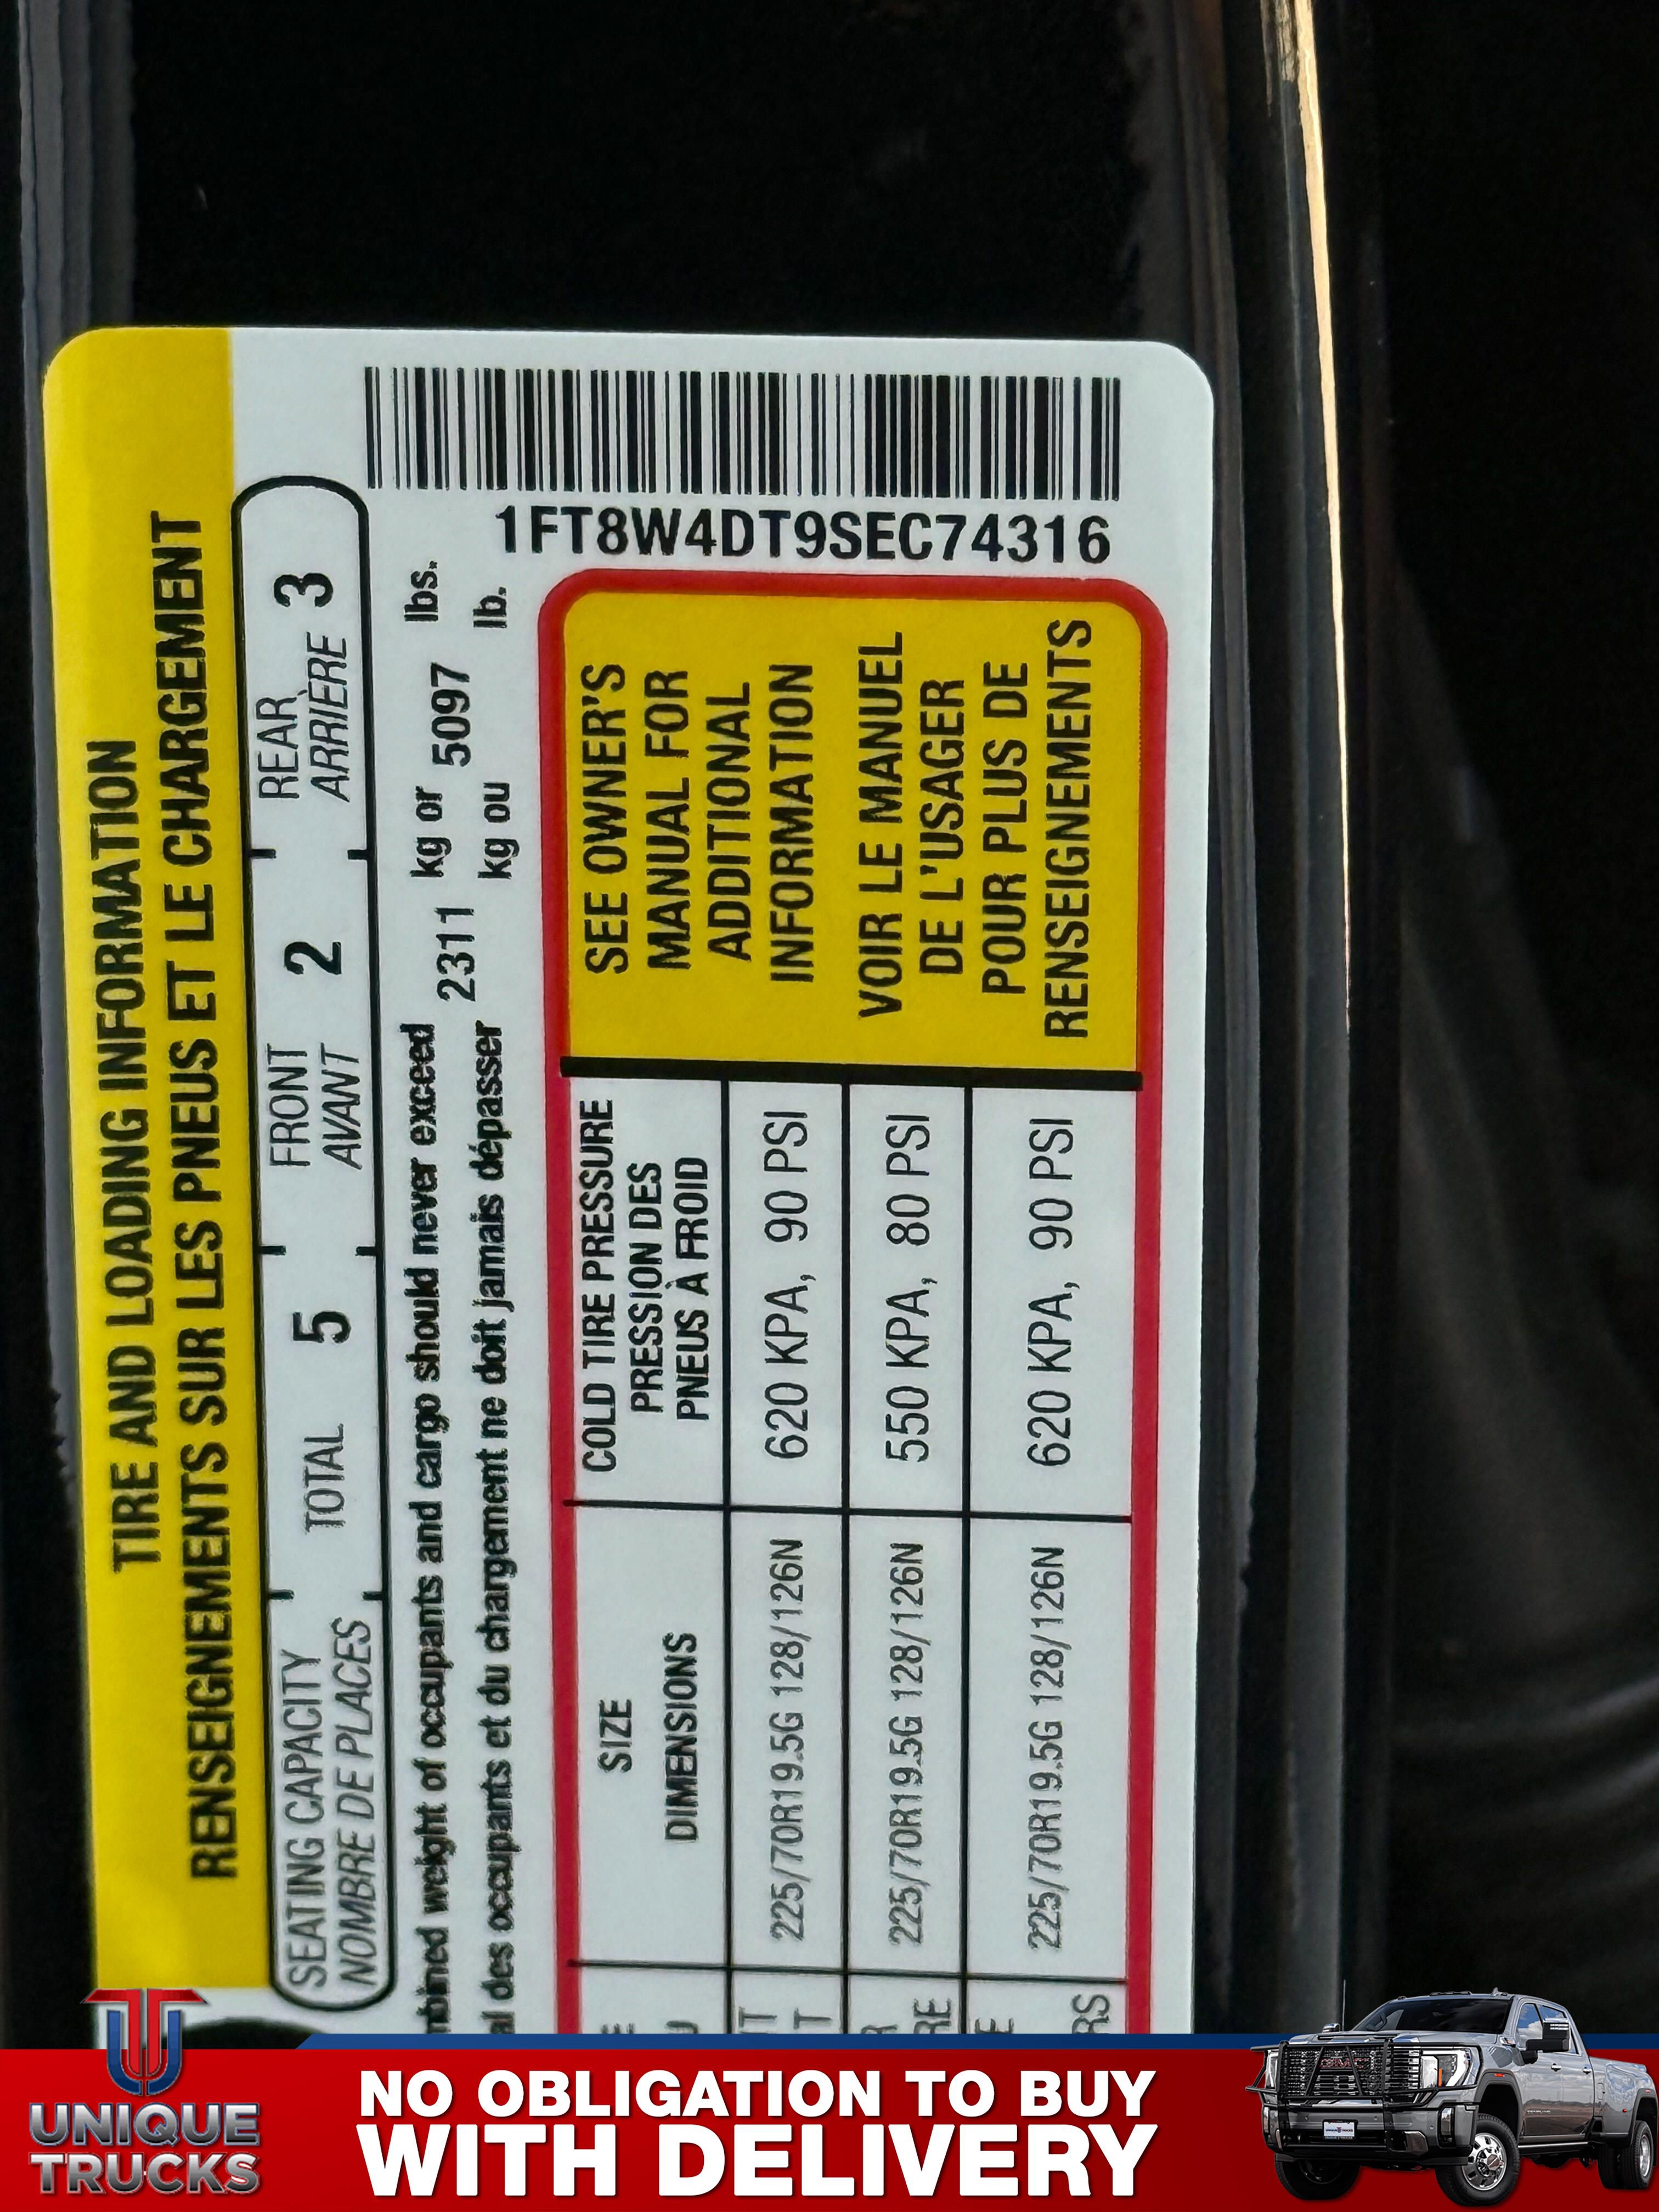 TIRE AND LOADING INFORMATION
RENSEIGNEMENTS SUR LES PNEUS ET LE CHARGEMENT
SEATING CAPACITY
NOMBRE DE PLACES
TOTAL 5
FRONT
AVANT
2
REAR
ARRIÈRE
3
weight of occupants and cargo should never exceed 2311 kg or 5097 lbs.
des occupants et du chargement ne doit jamais dépasser kg ou lb.
1FT8W4DT9SEC74316
SIZE
DIMENSIONS
COLD TIRE PRESSURE
PRESSION DES
PNEUS À FROID
225/70R19.5G 128/126N 620 KPA, 90 PSI
225/70R19.5G 128/126N 550 KPA, 80 PSI
225/70R19.5G 128/126N 620 KPA, 90 PSI
SEE OWNER'S
MANUAL FOR
ADDITIONAL
INFORMATION
VOIR LE MANUEL
DE L'USAGER
POUR PLUS DE
RENSEIGNEMENTS
UNIQUE
TRUCKS
NO OBLIGATION TO BUY
WITH DELIVERY